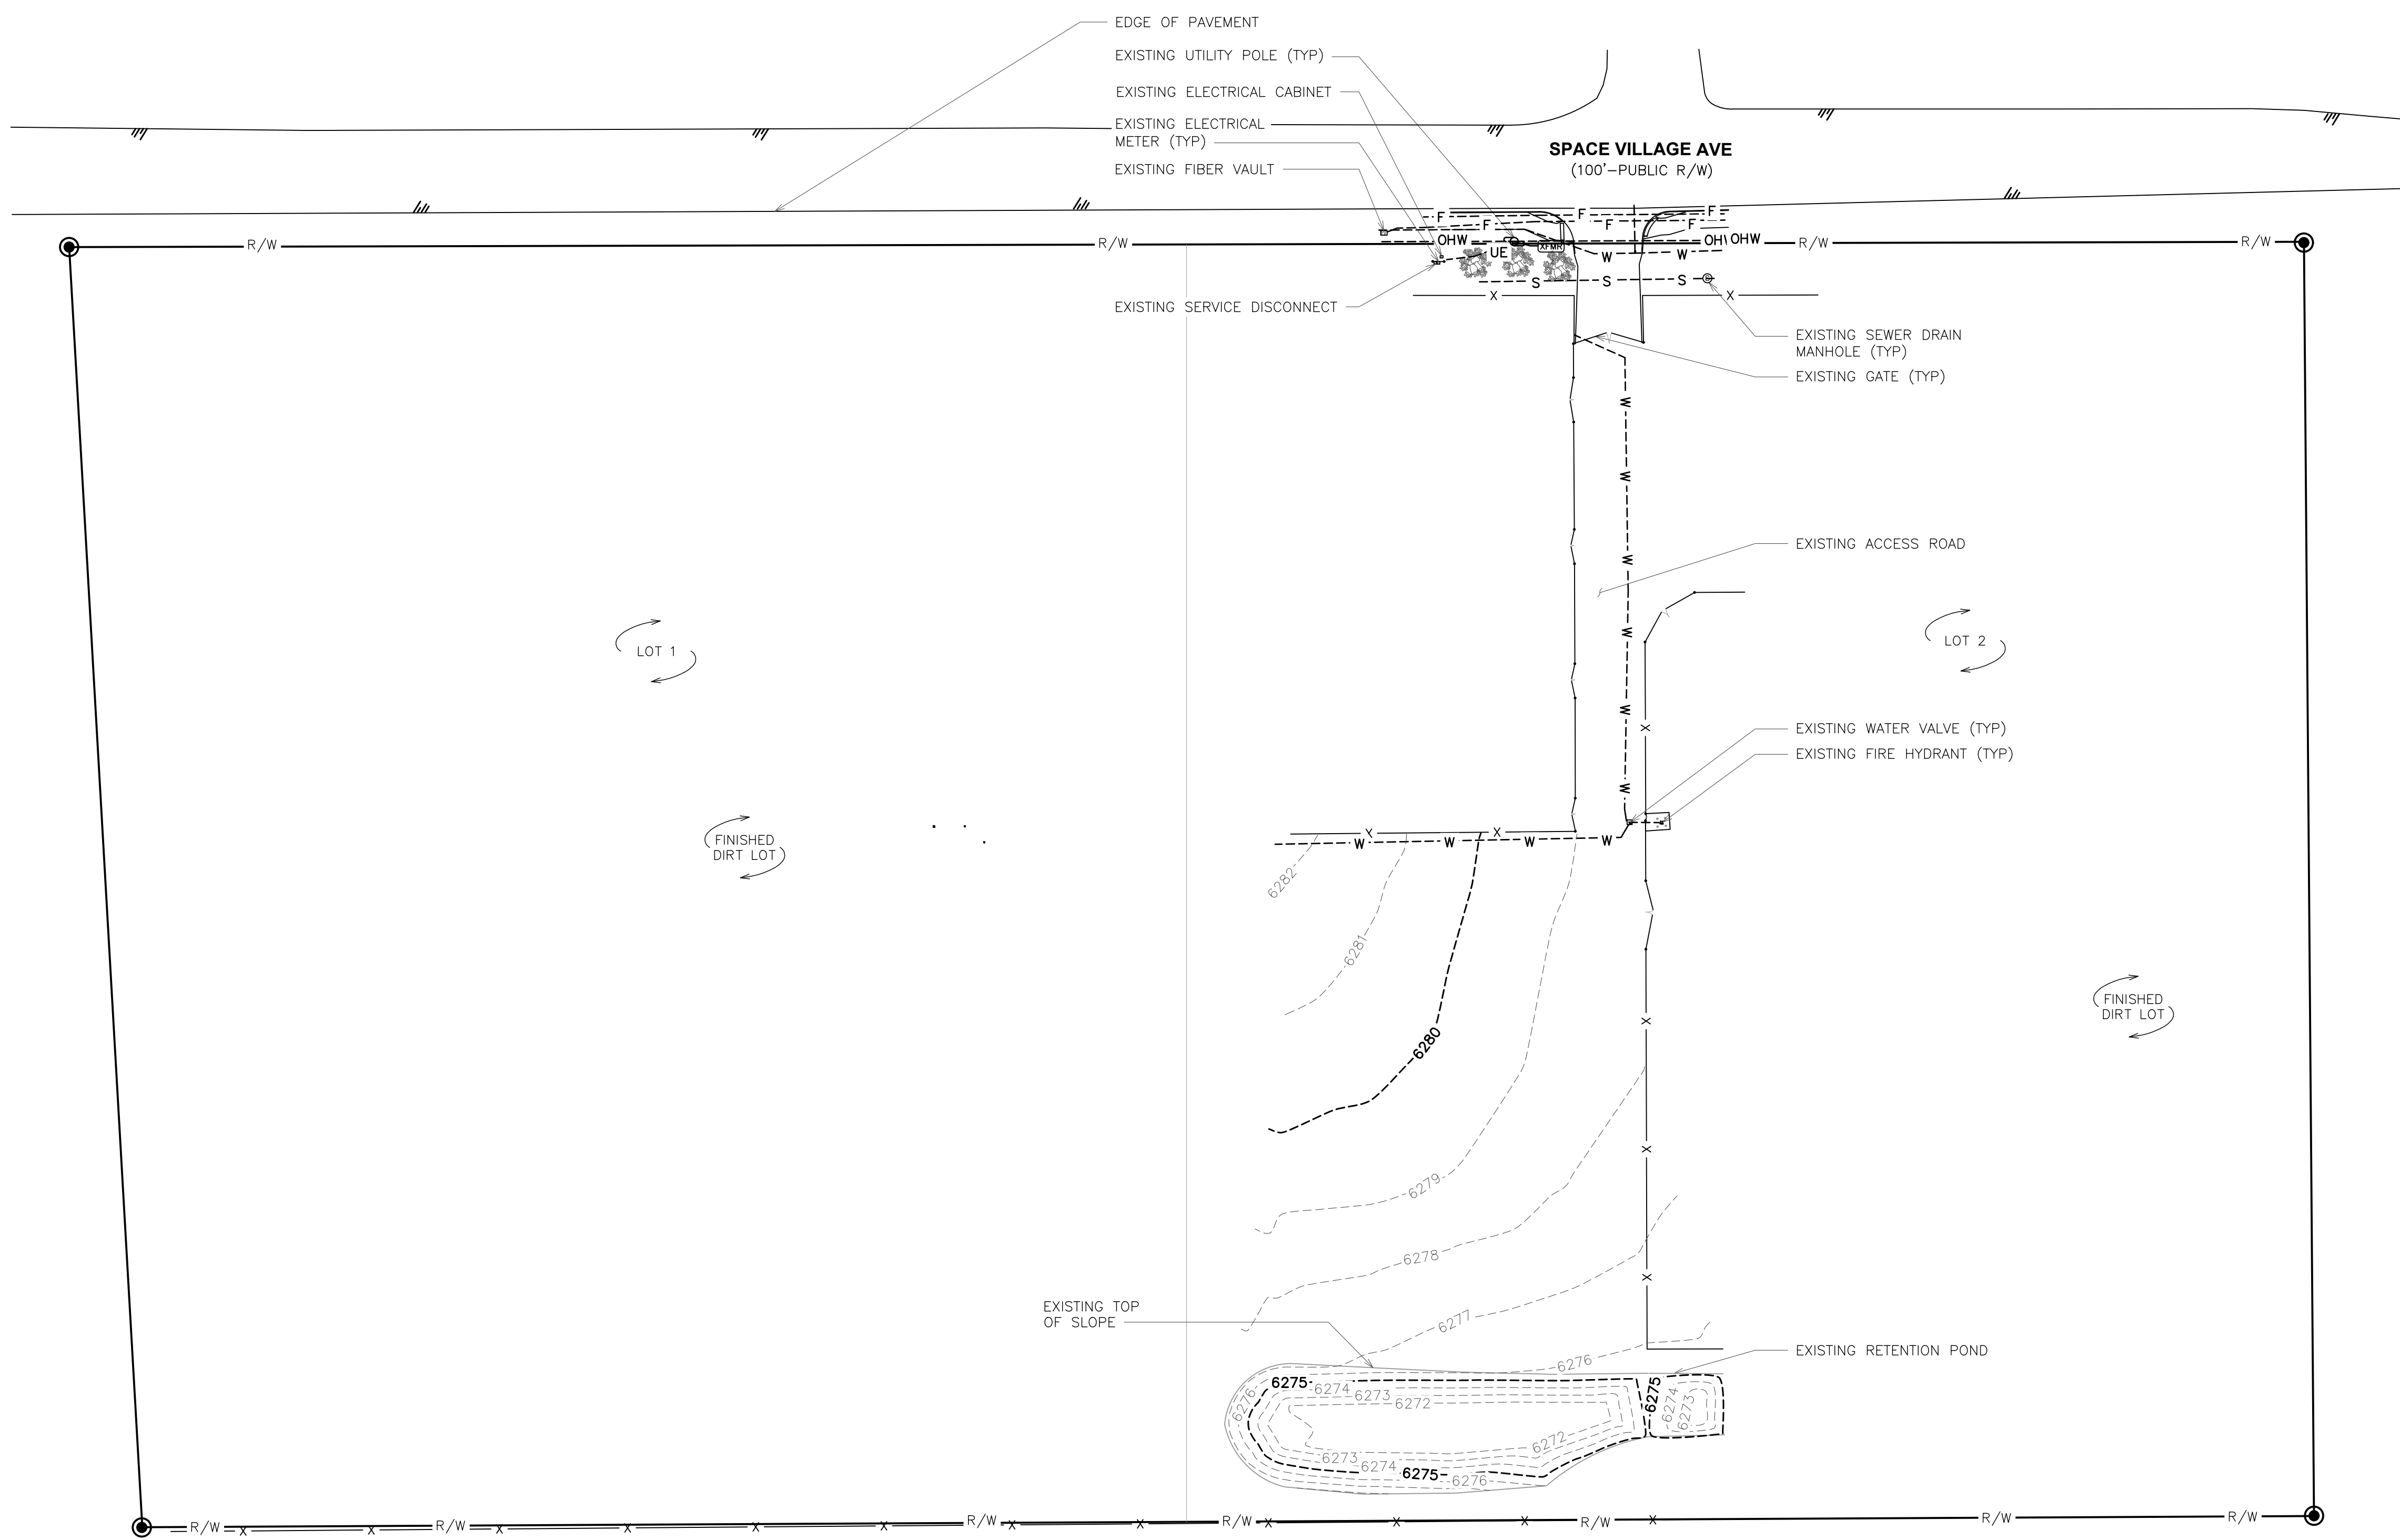 EDGE OF PAVEMENT
EXISTING UTILITY POLE (TYP)
EXISTING ELECTRICAL CABINET
EXISTING ELECTRICAL
METER (TYP)
EXISTING FIBER VAULT
SPACE VILLAGE AVE
(100'-PUBLIC R/W)
F F F
F F F
R/W R/W OHW XFMR OHW R/W R/W
UE W W
S S S
X X
EXISTING SERVICE DISCONNECT
EXISTING SEWER DRAIN
MANHOLE (TYP)
EXISTING GATE (TYP)
W
W
EXISTING ACCESS ROAD
W
W
LOT 1
LOT 2
W
X
EXISTING WATER VALVE (TYP)
EXISTING FIRE HYDRANT (TYP)
W
X X
W W W W
FINISHED
DIRT LOT
6282
6281
FINISHED
DIRT LOT
X
6280
X
6279
6278
X
EXISTING TOP
OF SLOPE
6277
EXISTING RETENTION POND
6276
6275
6274
6273
6272
6276
6275
6274
6273
6272
6273
6274
6275
6276
R/W R/W R/W R/W R/W R/W R/W
X X X X X X X X X X X X